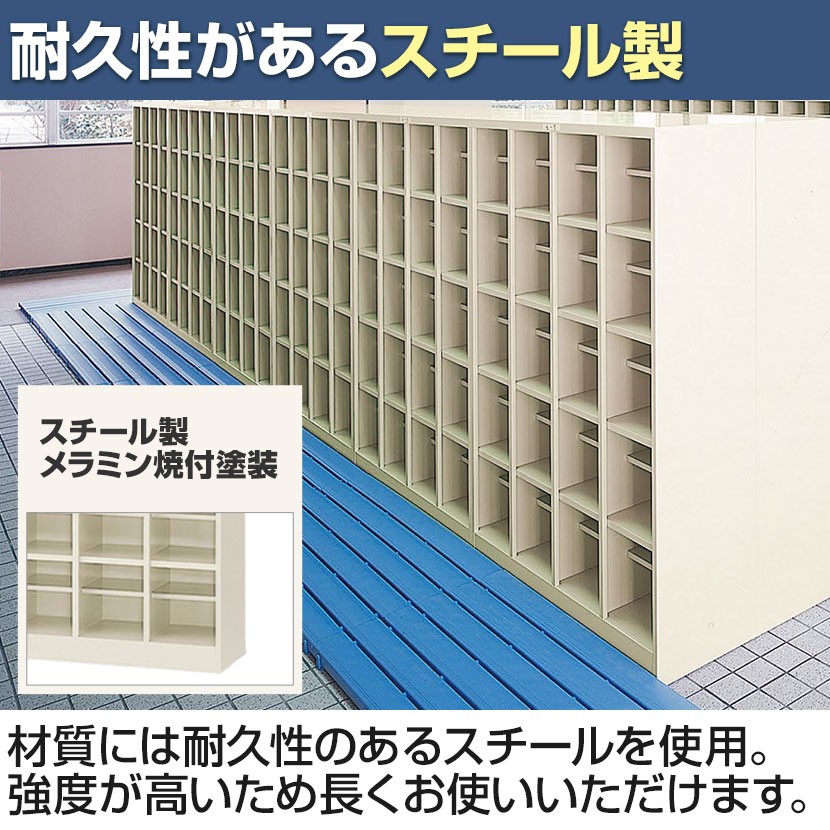 耐久性があるスチール製
スチール製
メラミン焼付塗装
材質には耐久性のあるスチールを使用。
強度が高いため長くお使いいただけます。